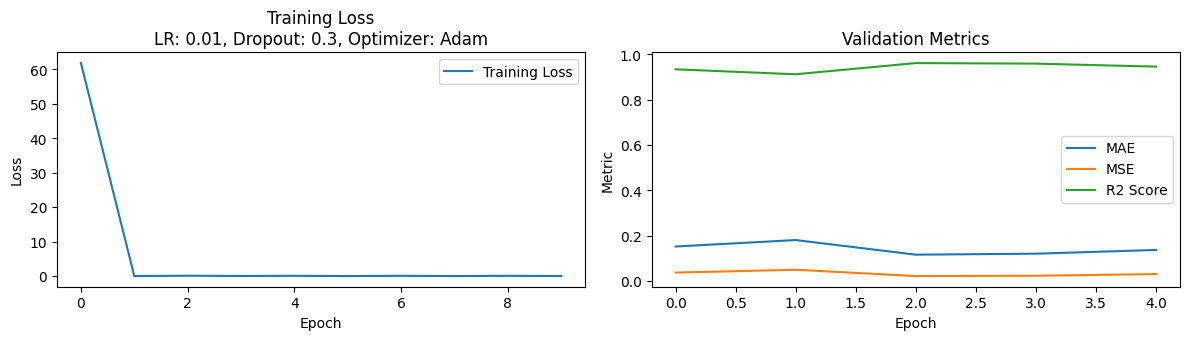 Training Loss
LR: 0.01, Dropout: 0.3, Optimizer: Adam
Training Loss
60
50
40
30
20
10
0
Loss
0
2
4
6
8
Epoch
Validation Metrics
1.0
0.8
0.6
0.4
0.2
0.0
Metric
MAE
MSE
R2 Score
0.0
0.5
1.0
1.5
2.0
2.5
3.0
3.5
4.0
Epoch